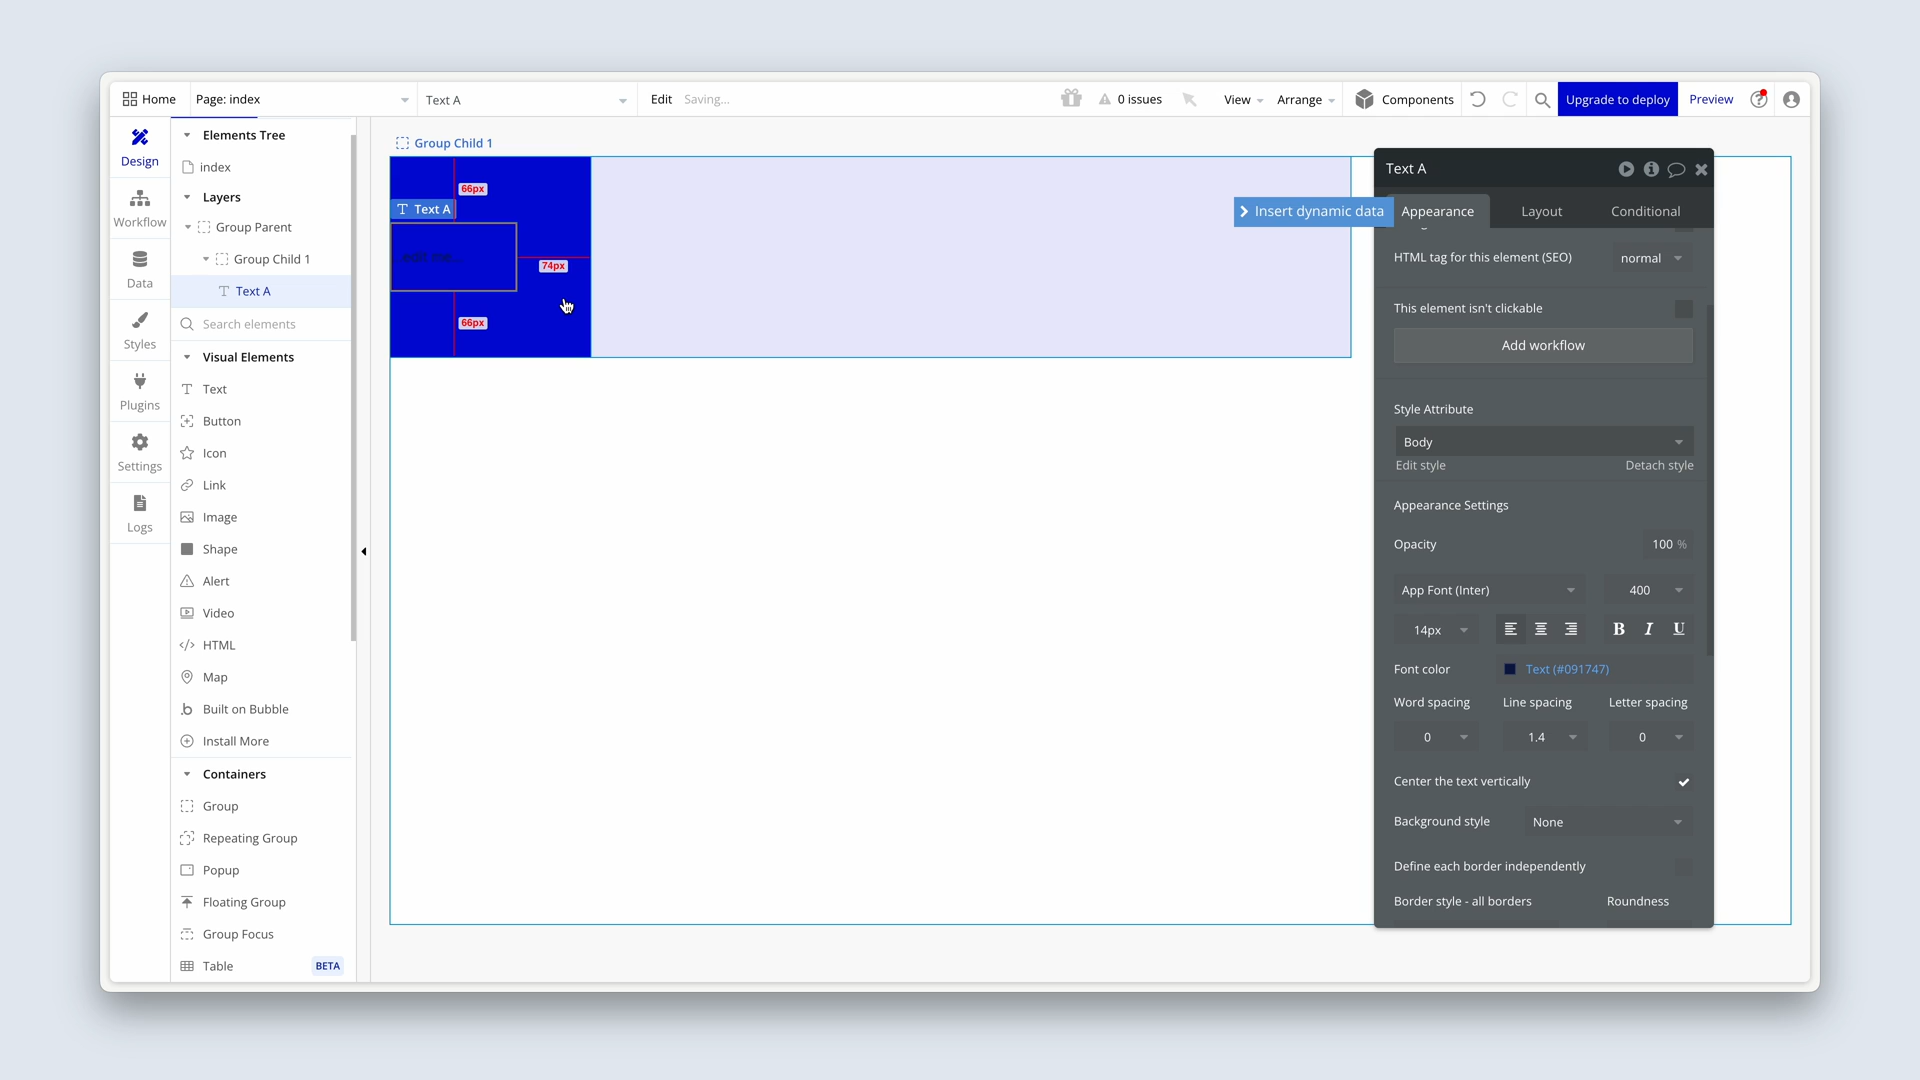 Home
Page: index
Text A
Edit
Saving...
0 issues
View
Arrange
Components
Upgrade to deploy
Preview
Design
Workflow
Data
Styles
Plugins
Settings
Logs
Elements Tree
index
Layers
Group Parent
Group Child 1
Text A
Search elements
Visual Elements
Text
Button
Icon
Link
Image
Shape
Alert
Video
HTML
Map
Built on Bubble
Install More
Containers
Group
Repeating Group
Popup
Floating Group
Group Focus
Table BETA
Group Child 1
66px
Text A
edit me...
74px
66px
Insert dynamic data
Text A
Appearance
Layout
Conditional
HTML tag for this element (SEO)
normal
This element isn't clickable
Add workflow
Style Attribute
Body
Edit style
Detach style
Appearance Settings
Opacity
100 %
App Font (Inter)
400
14px
B I U
Font color
Text (#091747)
Word spacing
Line spacing
Letter spacing
0
1.4
0
Center the text vertically
Background style
None
Define each border independently
Border style - all borders
Roundness